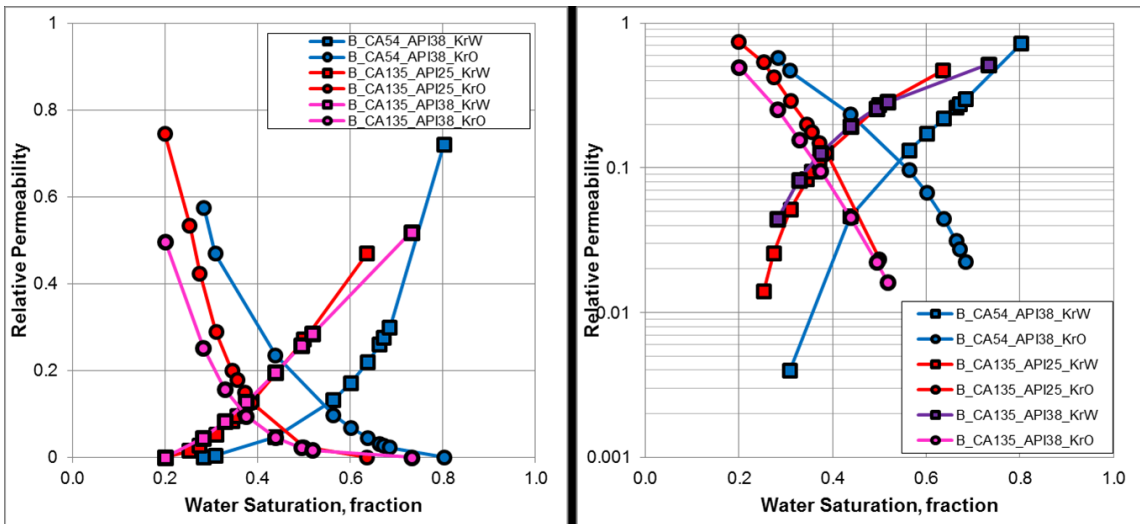 1
0.8
0.6
0.4
0.2
0
Relative Permeability
B_CA54_API38_KrW
B_CA54_API38_KrO
B_CA135_API25_KrW
B_CA135_API25_KrO
B_CA135_API38_KrW
B_CA135_API38_KrO
0.0 0.2 0.4 0.6 0.8 1.0
Water Saturation, fraction
1
0.1
0.01
0.001
Relative Permeability
B_CA54_API38_KrW
B_CA54_API38_KrO
B_CA135_API25_KrW
B_CA135_API25_KrO
B_CA135_API38_KrW
B_CA135_API38_KrO
0.0 0.2 0.4 0.6 0.8 1.0
Water Saturation, fraction